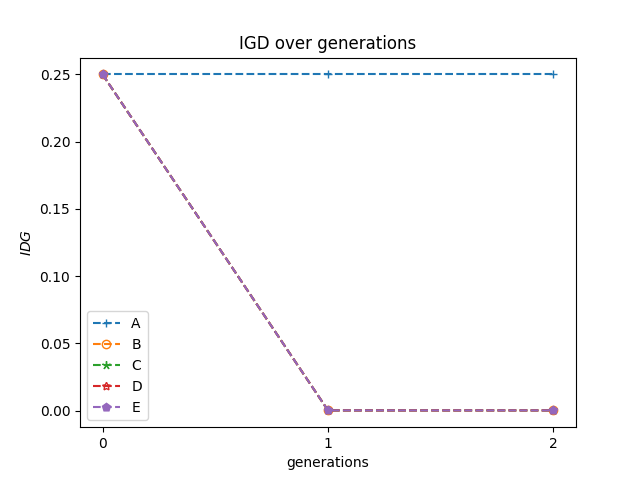 IGD over generations
0.25
0.20
0.15
0.10
0.05
0.00
IDG
A
B
C
D
E
0 1 2
generations